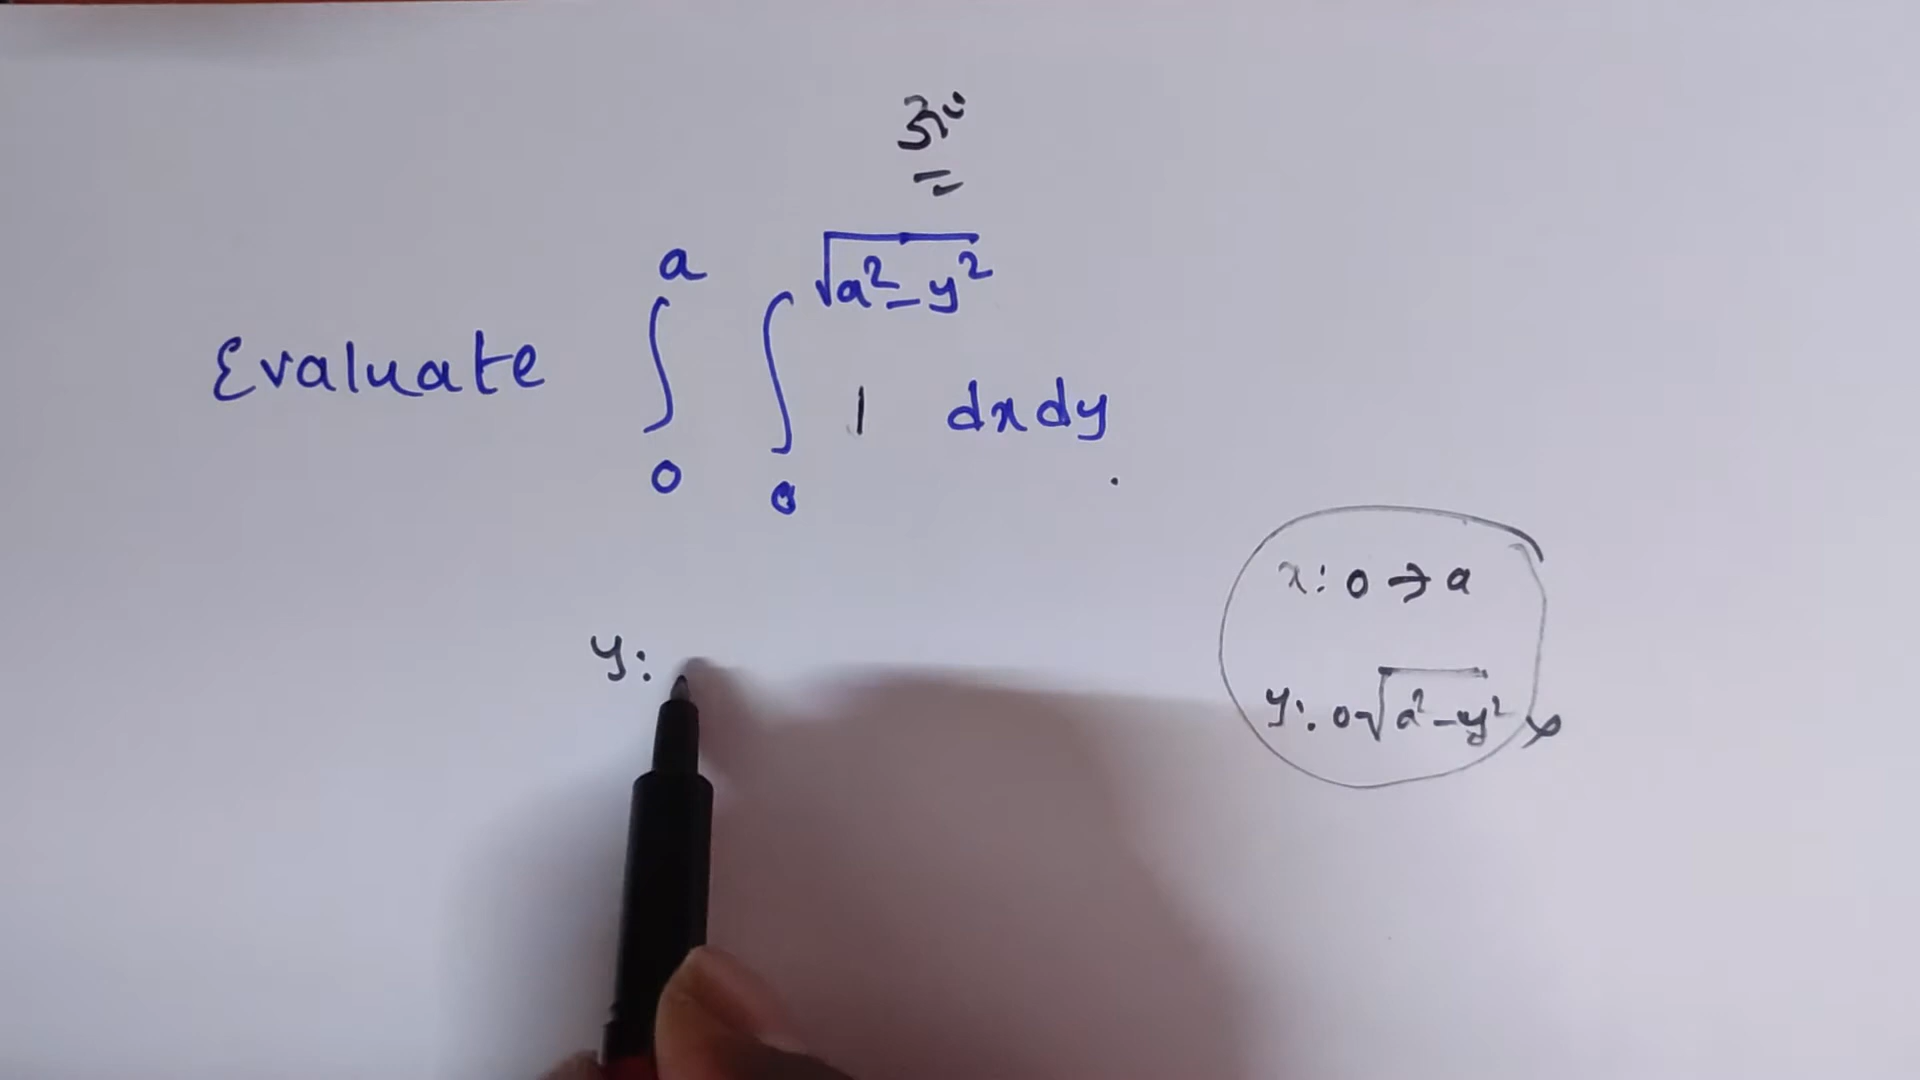 Evaluate ∫₀ᵃ ∫₀^√(a²-y²) 1 dxdy.
x: 0 → a
y: 0-√(a²-y²) x
y: